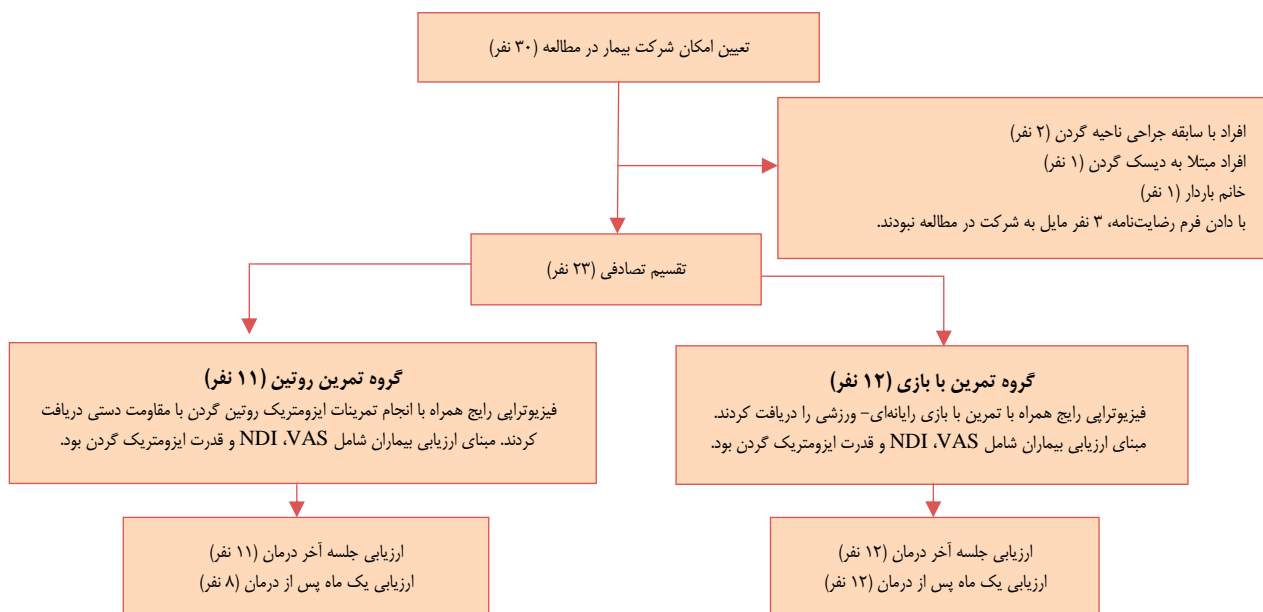 تعیین امکان شرکت بیمار در مطالعه (۳۰ نفر)
افراد با سابقه جراحی ناحیه گردن (۲ نفر)
افراد مبتلا به دیسک گردن (۱ نفر)
خانم باردار (۱ نفر)
با دادن فرم رضایت‌نامه، ۳ نفر مایل به شرکت در مطالعه نبودند.
تقسیم تصادفی (۲۳ نفر)
گروه تمرین با بازی (۱۲ نفر)
فیزیوتراپی رایج همراه با تمرین با بازی رایانه‌ای- ورزشی را دریافت کردند.
مبنای ارزیابی بیماران شامل NDI ،VAS و قدرت ایزومتریک گردن بود.
گروه تمرین روتین (۱۱ نفر)
فیزیوتراپی رایج همراه با انجام تمرینات ایزومتریک روتین گردن با مقاومت دستی دریافت
کردند. مبنای ارزیابی بیماران شامل NDI ،VAS و قدرت ایزومتریک گردن بود.
ارزیابی جلسه آخر درمان (۱۲ نفر)
ارزیابی یک ماه پس از درمان (۱۲ نفر)
ارزیابی جلسه آخر درمان (۱۱ نفر)
ارزیابی یک ماه پس از درمان (۸ نفر)